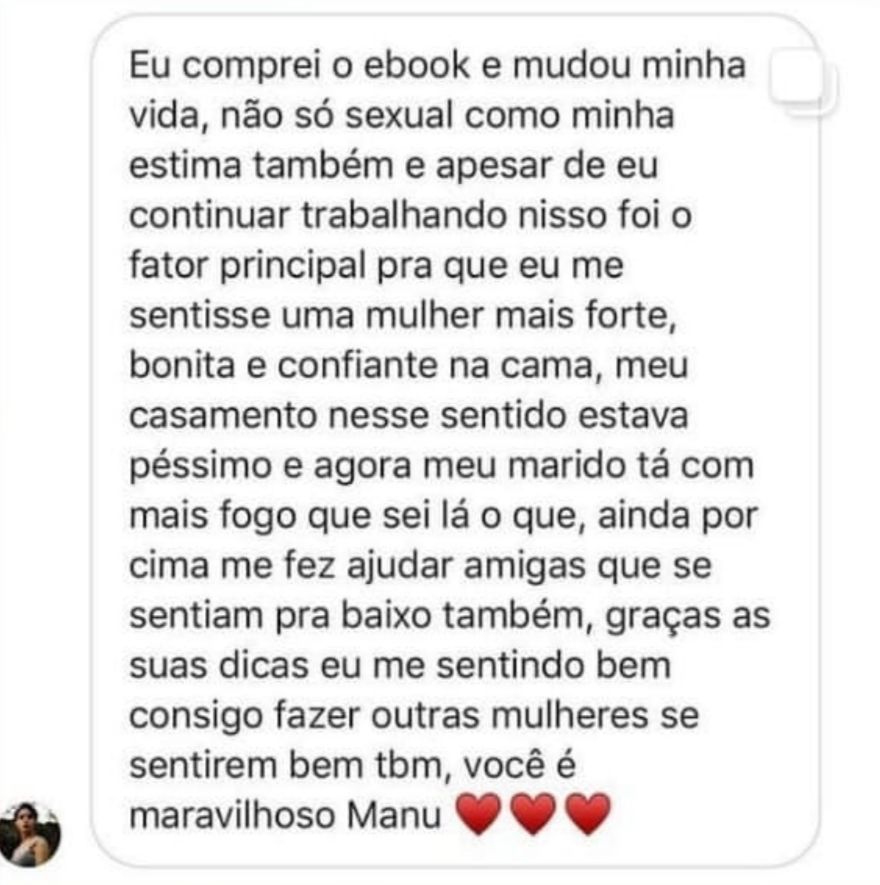 Eu comprei o ebook e mudou minha
vida, não só sexual como minha
estima também e apesar de eu
continuar trabalhando nisso foi o
fator principal pra que eu me
sentisse uma mulher mais forte,
bonita e confiante na cama, meu
casamento nesse sentido estava
péssimo e agora meu marido tá com
mais fogo que sei lá o que, ainda por
cima me fez ajudar amigas que se
sentiam pra baixo também, graças as
suas dicas eu me sentindo bem
consigo fazer outras mulheres se
sentirem bem tbm, você é
maravilhoso Manu ❤️❤️❤️